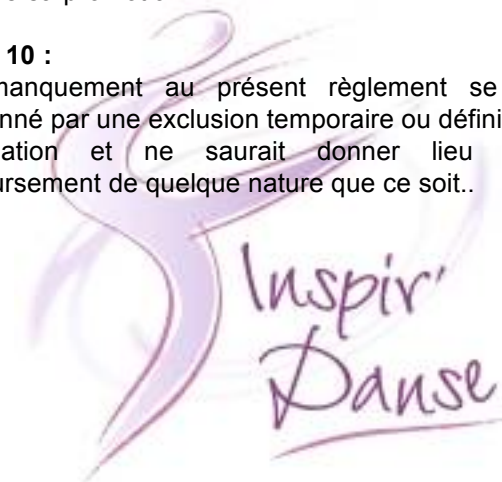 10 :
manquement au présent règlement se
nné par une exclusion temporaire ou défini
ation et ne saurait donner lieu
ursement de quelque nature que ce soit..
Inspir'
Danse